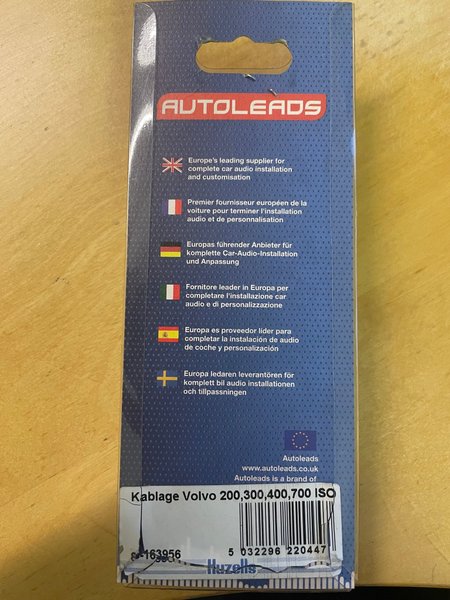 AUTOLEADS
Europe's leading supplier for
complete car audio installation
and customisation
Premier fournisseur européen de la
voiture pour terminer l'installation
audio et de personnalisation
Europas führender Anbieter für
komplette Car-Audio-Installation
und Anpassung
Fornitore leader in Europa per
completare l'installazione car
audio e di personalizzazione
Europa es proveedor lider para
completar la instalación de audio
de coche y personalización
Europa ledaren leverantören för
komplett bil audio installationen
och tillpassningen
Autoleads
www.autoleads.co.uk
Autoleads is a brand of
Kablage Volvo 200,300,400,700 ISO
163956
5 032296 220447